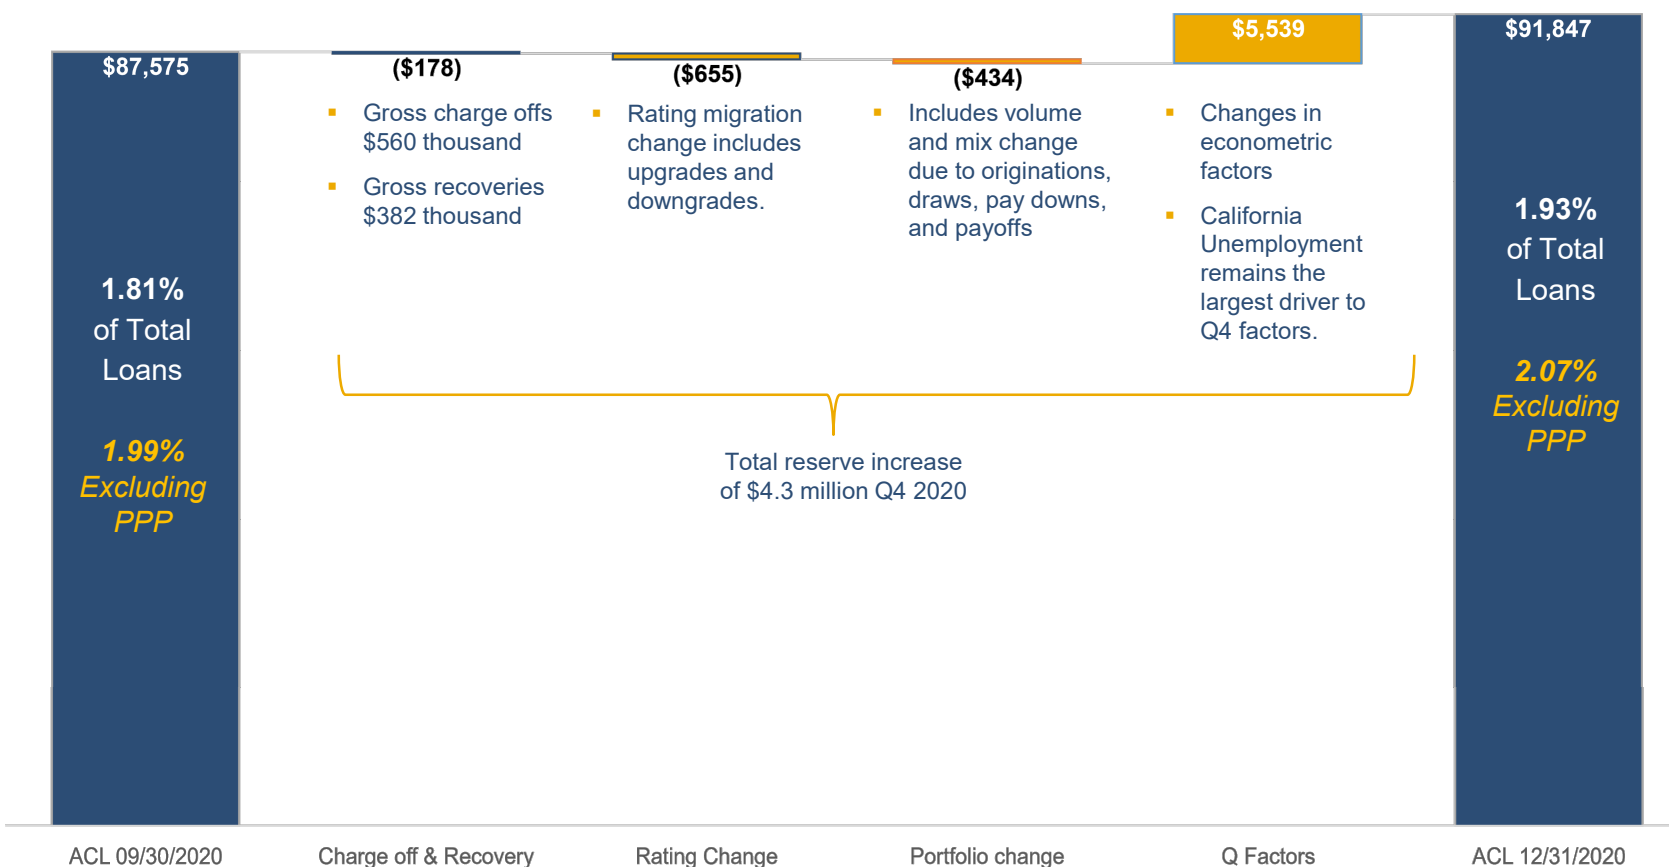 $87,575
1.81%
of Total
Loans
1.99%
Excluding
PPP
($178)
▪ Gross charge offs
$560 thousand
▪ Gross recoveries
$382 thousand
($655)
▪ Rating migration
change includes
upgrades and
downgrades.
($434)
▪ Includes volume
and mix change
due to originations,
draws, pay downs,
and payoffs
$5,539
▪ Changes in
econometric
factors
▪ California
Unemployment
remains the
largest driver to
Q4 factors.
$91,847
1.93%
of Total
Loans
2.07%
Excluding
PPP
Total reserve increase
of $4.3 million Q4 2020
ACL 09/30/2020
Charge off & Recovery
Rating Change
Portfolio change
Q Factors
ACL 12/31/2020